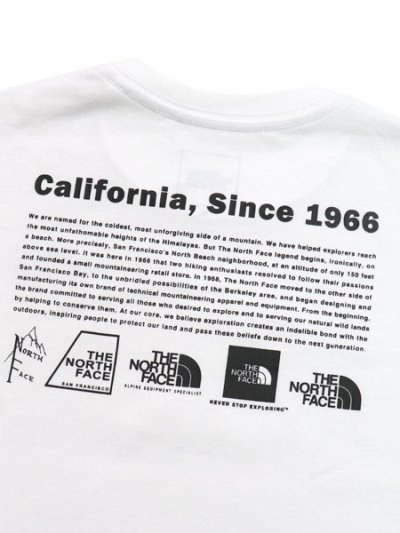 California, Since 1966
We are named for the coldest, most unforgiving side of a mountain. We have helped explorers reach
the most unfathomable heights of the Himalayas. But The North Face legend begins, ironically, on
a beach. More precisely, San Francisco's North Beach neighborhood, at an altitude of only 150 feet
above sea level. It was here in 1966 that two hiking enthusiasts resolved to follow their passions
and founded a small mountaineering retail store. In 1968, The North Face moved to the other side of
San Francisco Bay, to the unbridled possibilities of the Berkeley area, and began designing and
manufacturing its own brand of technical mountaineering apparel and equipment. From the beginning,
the brand committed to serving all those who desired to explore and to serving our natural wild lands
by helping to conserve them. At our core, we believe exploration creates an indelible bond with the
outdoors, inspiring people to protect our land and pass these beliefs down to the next generation
NORTH
FACE
THE
NORTH
FACE
SAN FRANCISCO
THE
NORTH
FACE
ALPINE EQUIPMENT SPECIALIST
THE
NORTH
FACE
NEVER STOP EXPLORING™
THE
NORTH
FACE